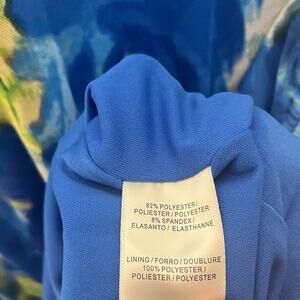 92% POLYESTER/
POLIESTER / POLYESTER
8% SPANDEX /
ELASANTO / ELASTHANNE
LINING / FORRO / DOUBLURE
100% POLYESTER /
POLIESTER / POLYESTER